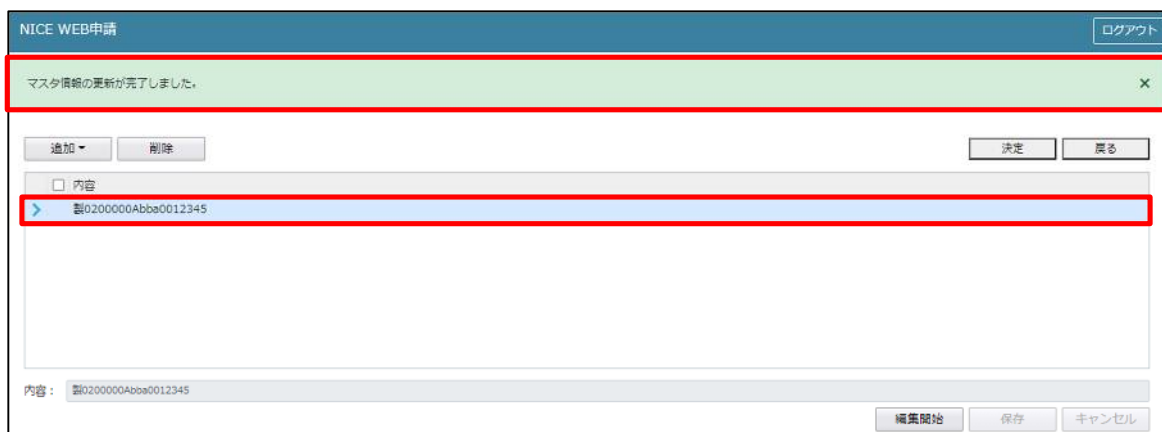 NICE WEB申請 ログアウト
マスタ情報の更新が完了しました。 ×
追加 削除 決定 戻る
内容
製0200000Abba0012345
内容： 製0200000Abba0012345
編集開始 保存 キャンセル